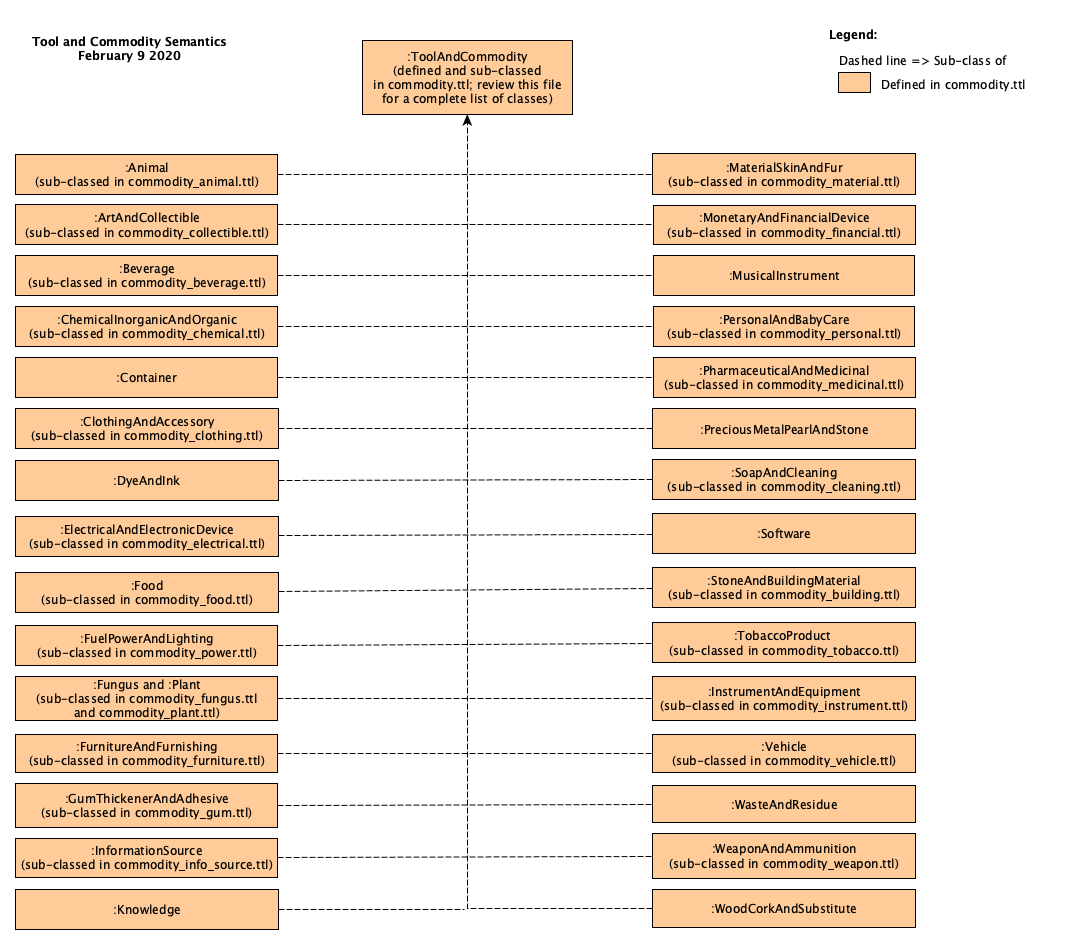 Tool and Commodity Semantics
February 9 2020
:ToolAndCommodity
(defined and sub-classed
in commodity.ttl; review this file
for a complete list of classes)
Legend:
Dashed line => Sub-class of
Defined in commodity.ttl
:Animal
(sub-classed in commodity_animal.ttl)
:MaterialSkinAndFur
(sub-classed in commodity_material.ttl)
:ArtAndCollectible
(sub-classed in commodity_collectible.ttl)
:MonetaryAndFinancialDevice
(sub-classed in commodity_financial.ttl)
:Beverage
(sub-classed in commodity_beverage.ttl)
:MusicalInstrument
:ChemicalInorganicAndOrganic
(sub-classed in commodity_chemical.ttl)
:PersonalAndBabyCare
(sub-classed in commodity_personal.ttl)
:Container
:PharmaceuticalAndMedicinal
(sub-classed in commodity_medicinal.ttl)
:ClothingAndAccessory
(sub-classed in commodity_clothing.ttl)
:PreciousMetalPearlAndStone
:DyeAndInk
:SoapAndCleaning
(sub-classed in commodity_cleaning.ttl)
:ElectricalAndElectronicDevice
(sub-classed in commodity_electrical.ttl)
:Software
:Food
(sub-classed in commodity_food.ttl)
:StoneAndBuildingMaterial
(sub-classed in commodity_building.ttl)
:FuelPowerAndLighting
(sub-classed in commodity_power.ttl)
:TobaccoProduct
(sub-classed in commodity_tobacco.ttl)
:Fungus and :Plant
(sub-classed in commodity_fungus.ttl
and commodity_plant.ttl)
:InstrumentAndEquipment
(sub-classed in commodity_instrument.ttl)
:FurnitureAndFurnishing
(sub-classed in commodity_furniture.ttl)
:Vehicle
(sub-classed in commodity_vehicle.ttl)
:GumThickenerAndAdhesive
(sub-classed in commodity_gum.ttl)
:WasteAndResidue
:InformationSource
(sub-classed in commodity_info_source.ttl)
:WeaponAndAmmunition
(sub-classed in commodity_weapon.ttl)
:Knowledge
:WoodCorkAndSubstitute